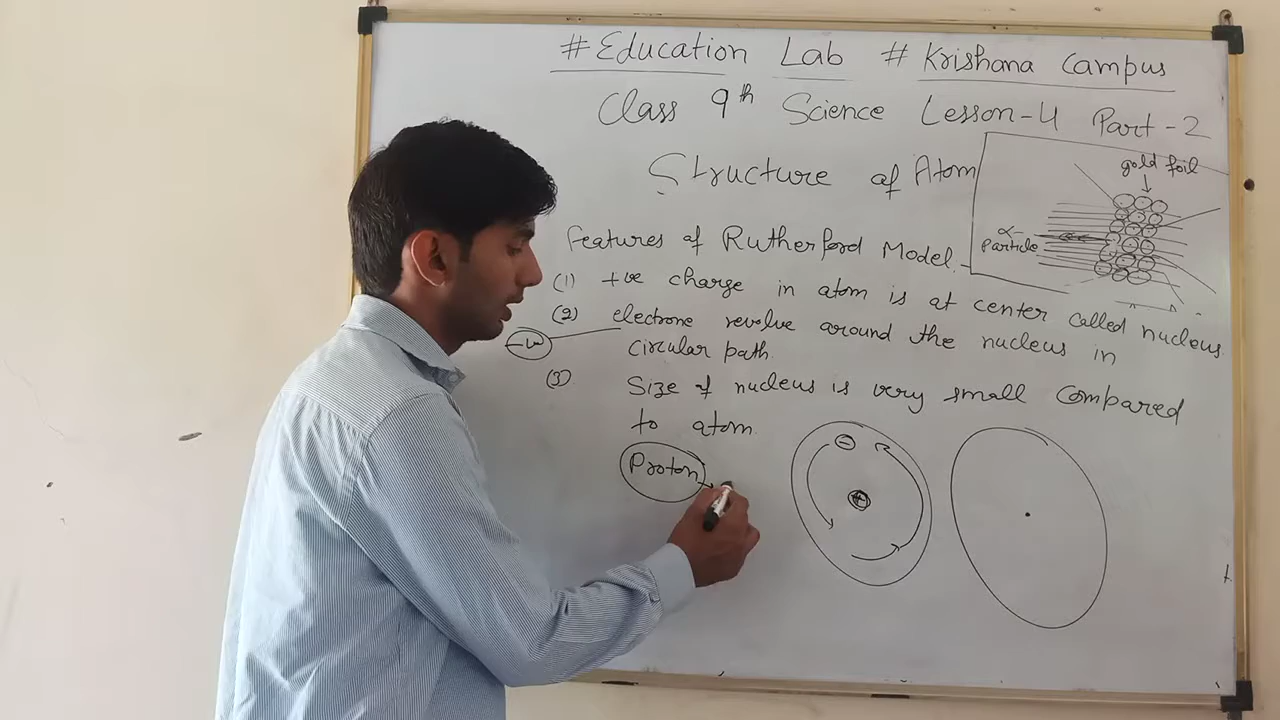 # Education Lab # Krishana Campus
Class 9th Science Lesson-4 Part-2
Structure of Atom
gold foil
α-
Particle
Features of Rutherford Model.
(1) +ve charge in atom is at center called nucleus.
(2) electrone revolve around the nucleus in
-ve
circular path.
(3) Size of nucleus is very small compared
to atom
Proton